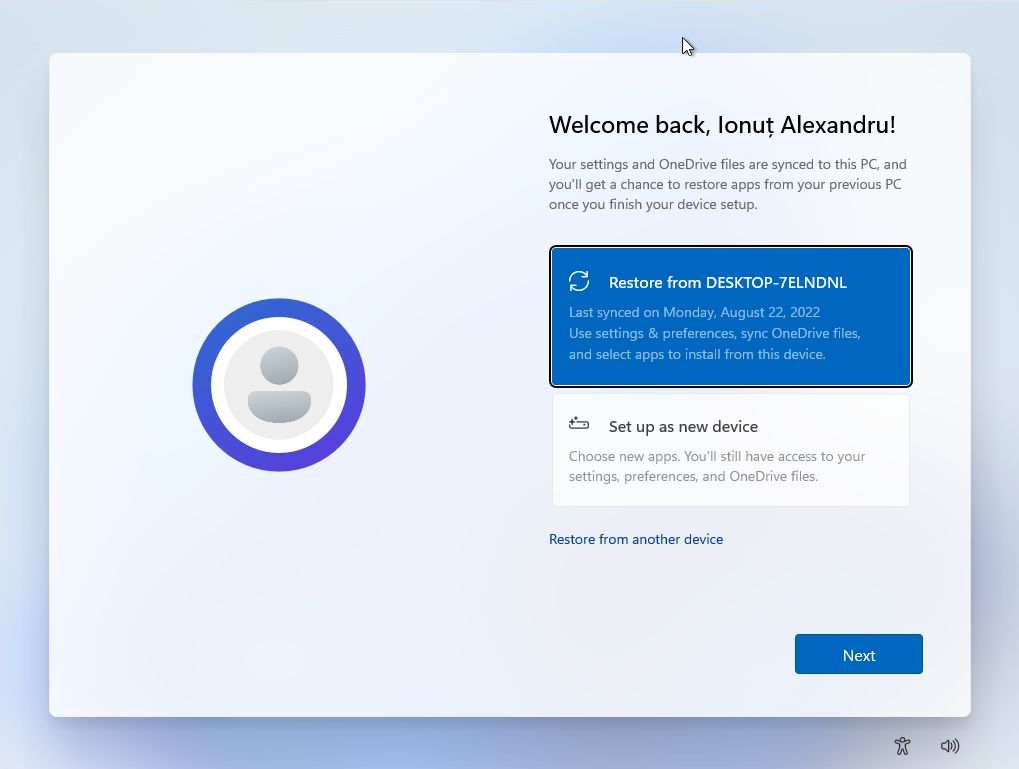 Welcome back, Ionuț Alexandru!
Your settings and OneDrive files are synced to this PC, and
you'll get a chance to restore apps from your previous PC
once you finish your device setup.
Restore from DESKTOP-7ELNDNL
Last synced on Monday, August 22, 2022
Use settings & preferences, sync OneDrive files,
and select apps to install from this device.
Set up as new device
Choose new apps. You'll still have access to your
settings, preferences, and OneDrive files.
Restore from another device
Next